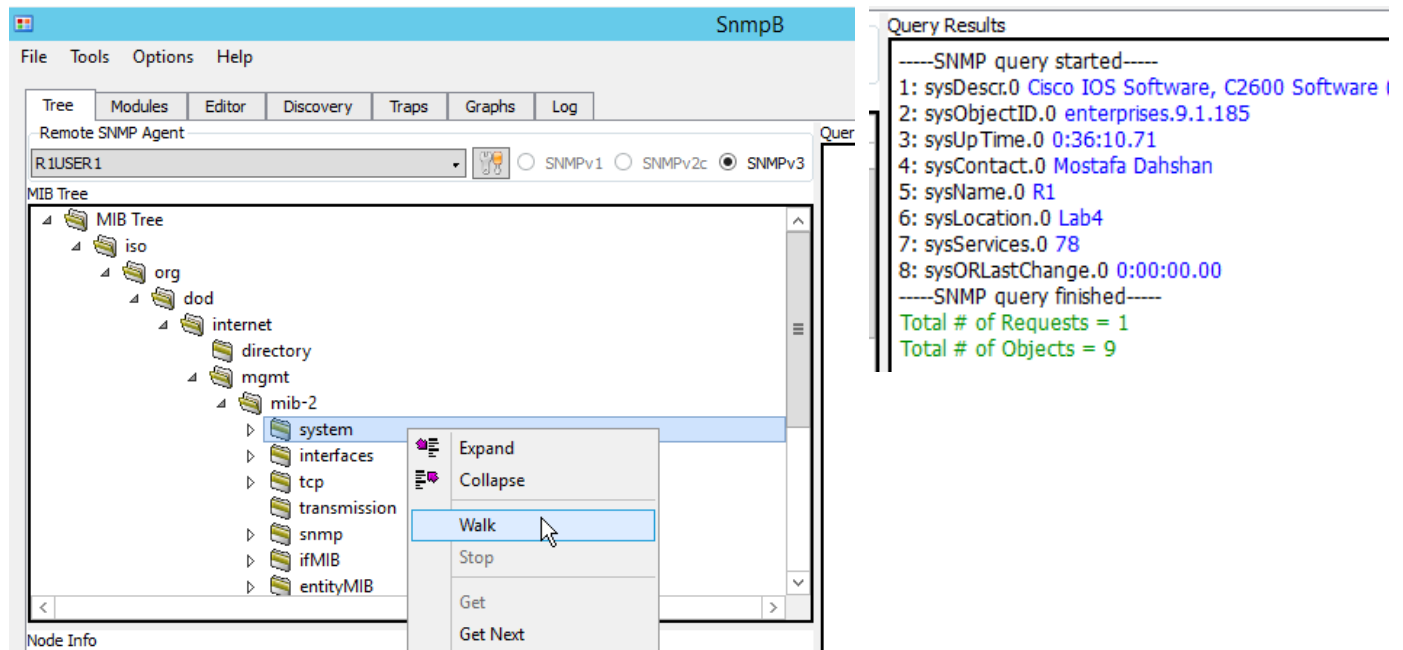 SnmpB
File Tools Options Help
Tree Modules Editor Discovery Traps Graphs Log
Remote SNMP Agent
R1USER1 SNMPv1 SNMPv2c SNMPv3
MIB Tree
MIB Tree
iso
org
dod
internet
directory
mgmt
mib-2
system
interfaces
tcp
transmission
snmp
ifMIB
entityMIB
Expand
Collapse
Walk
Stop
Get
Get Next
Node Info
Quer
Query Results
-----SNMP query started-----
1: sysDescr.0 Cisco IOS Software, C2600 Software
2: sysObjectID.0 enterprises.9.1.185
3: sysUpTime.0 0:36:10.71
4: sysContact.0 Mostafa Dahshan
5: sysName.0 R1
6: sysLocation.0 Lab4
7: sysServices.0 78
8: sysORLastChange.0 0:00:00.00
-----SNMP query finished-----
Total # of Requests = 1
Total # of Objects = 9